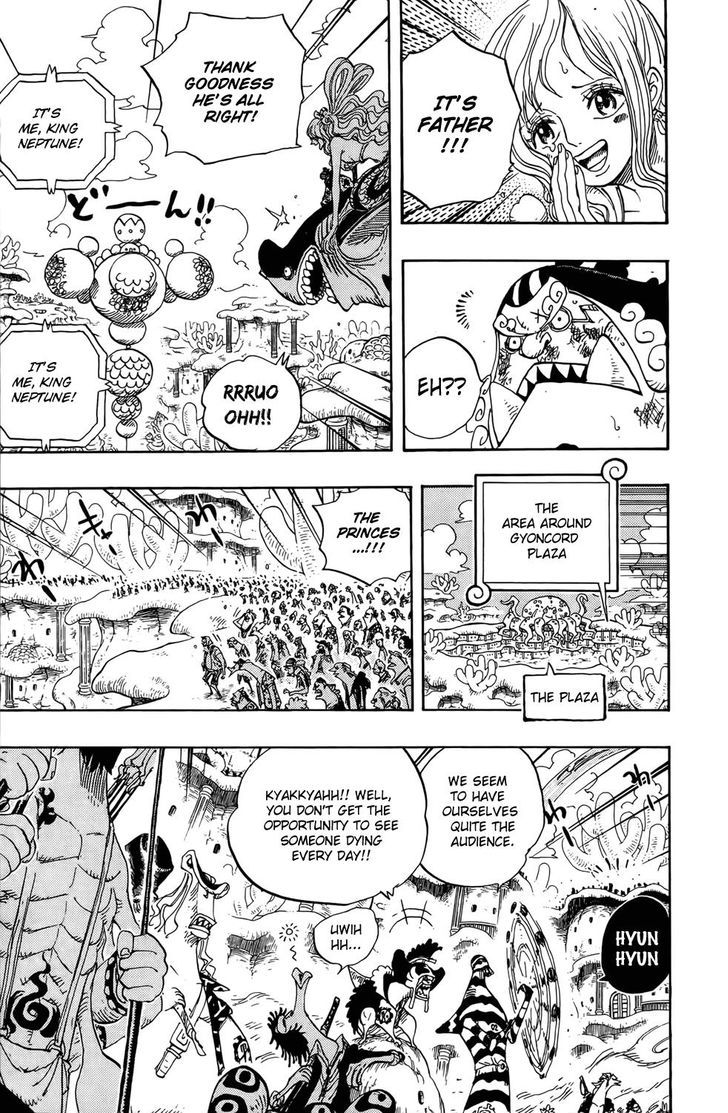 IT'S
FATHER
!!!
THANK
GOODNESS
HE'S ALL
RIGHT!
IT'S
ME, KING
NEPTUNE!
どーん!!
IT'S
ME, KING
NEPTUNE!
RRRUO
OHH!!
EH??
THE
AREA AROUND
GYONCORD
PLAZA
THE PLAZA
THE
PRINCES
...!!!
WE SEEM
TO HAVE
OURSELVES
QUITE THE
AUDIENCE.
KYAKKYAHH!! WELL,
YOU DON'T GET THE
OPPORTUNITY TO SEE
SOMEONE DYING
EVERY DAY!!
UWIH
HH...
HYUN
HYUN